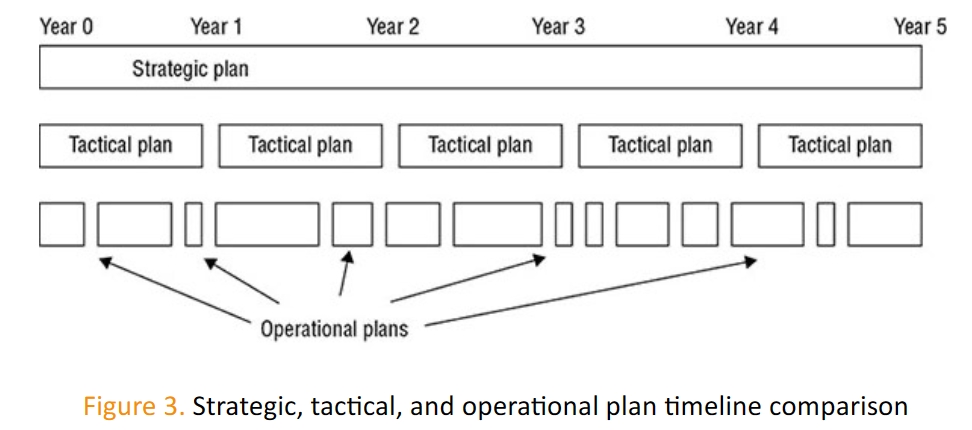 Year 0 Year 1 Year 2 Year 3 Year 4 Year 5
Strategic plan
Tactical plan Tactical plan Tactical plan Tactical plan Tactical plan
Operational plans
Figure 3. Strategic, tactical, and operational plan timeline comparison